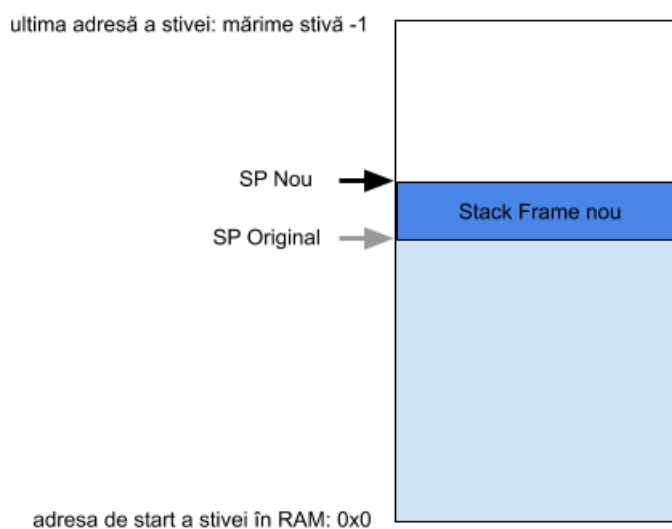 ultima adresă a stivei: mărime stivă -1
SP Nou
Stack Frame nou
SP Original
adresa de start a stivei în RAM: 0x0